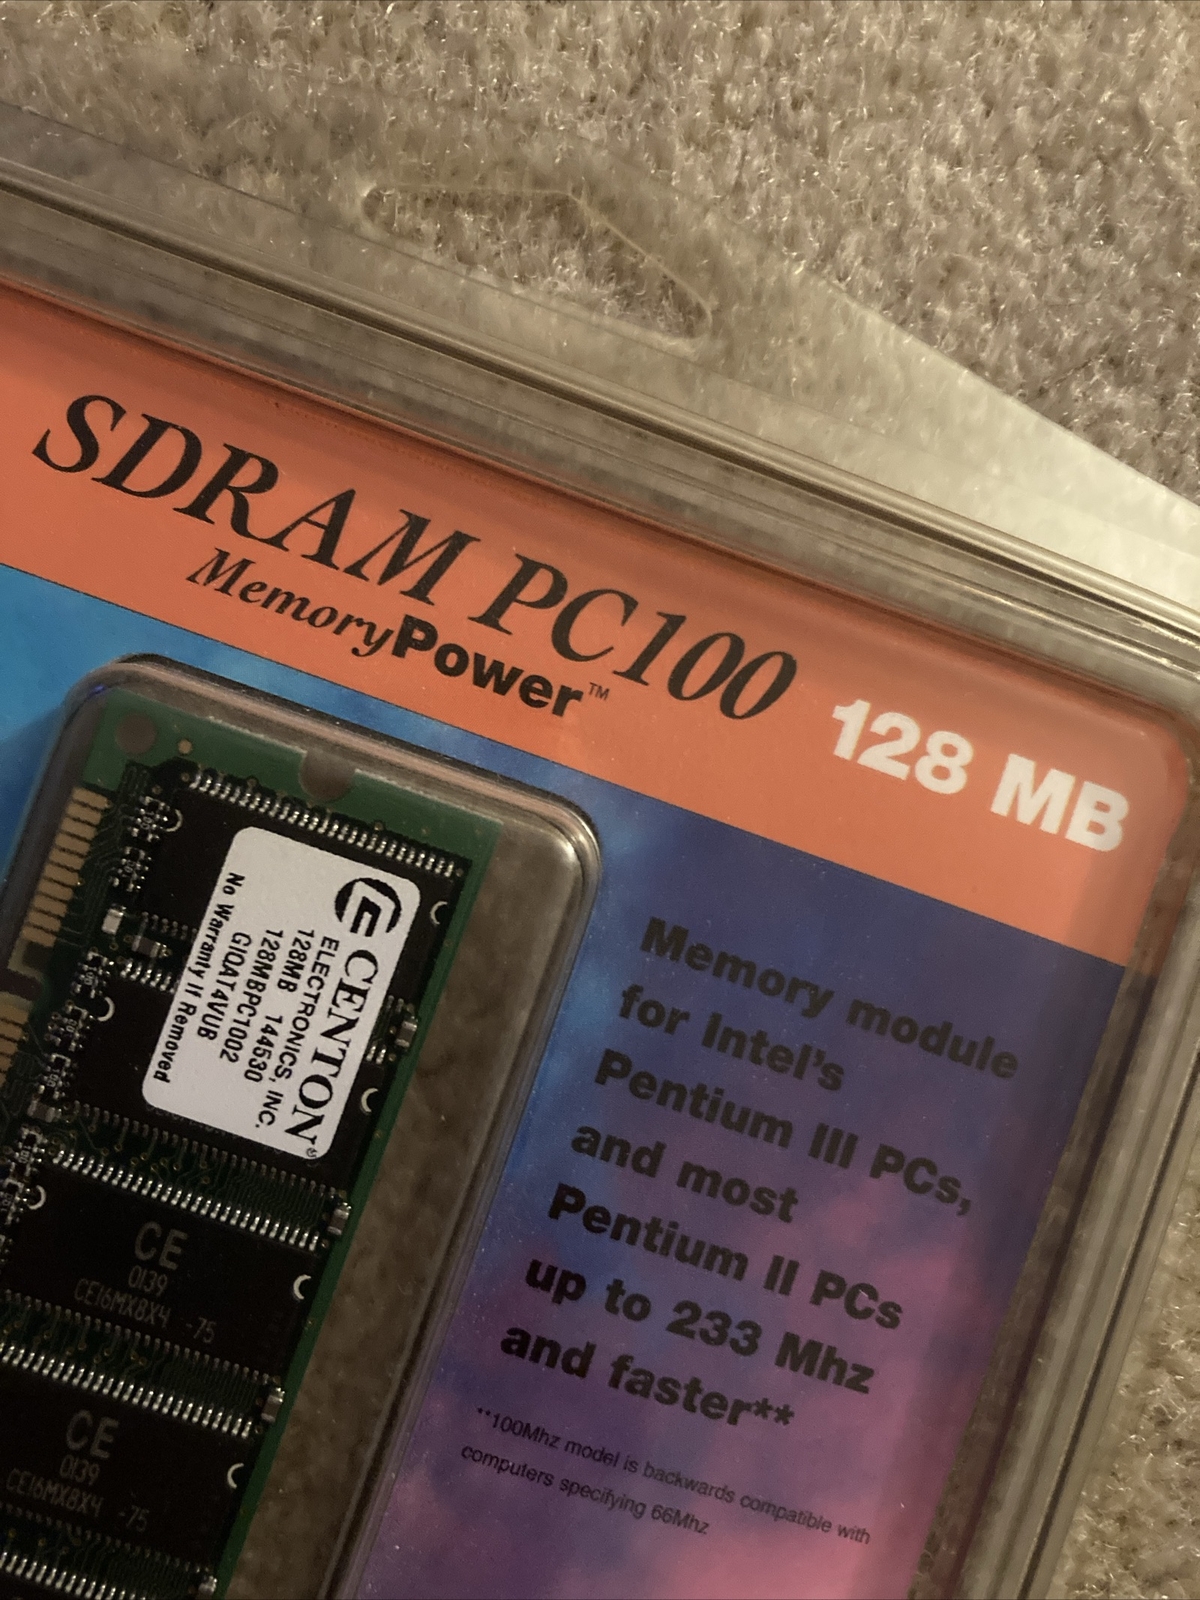 SDRAM PC100
MemoryPower™
128 MB
Memory module
for Intel's
Pentium III PCs,
and most
Pentium II PCs
up to 233 Mhz
and faster**
**100Mhz model is backwards compatible with
computers specifying 66Mhz
CENTON®
ELECTRONICS, INC.
128MB 144530
128MBPC1002
GIQAT4VUB
No Warranty If Removed
CE
0139
CE16MX8X4 -75
CE
0139
CE16MX8X4 -75